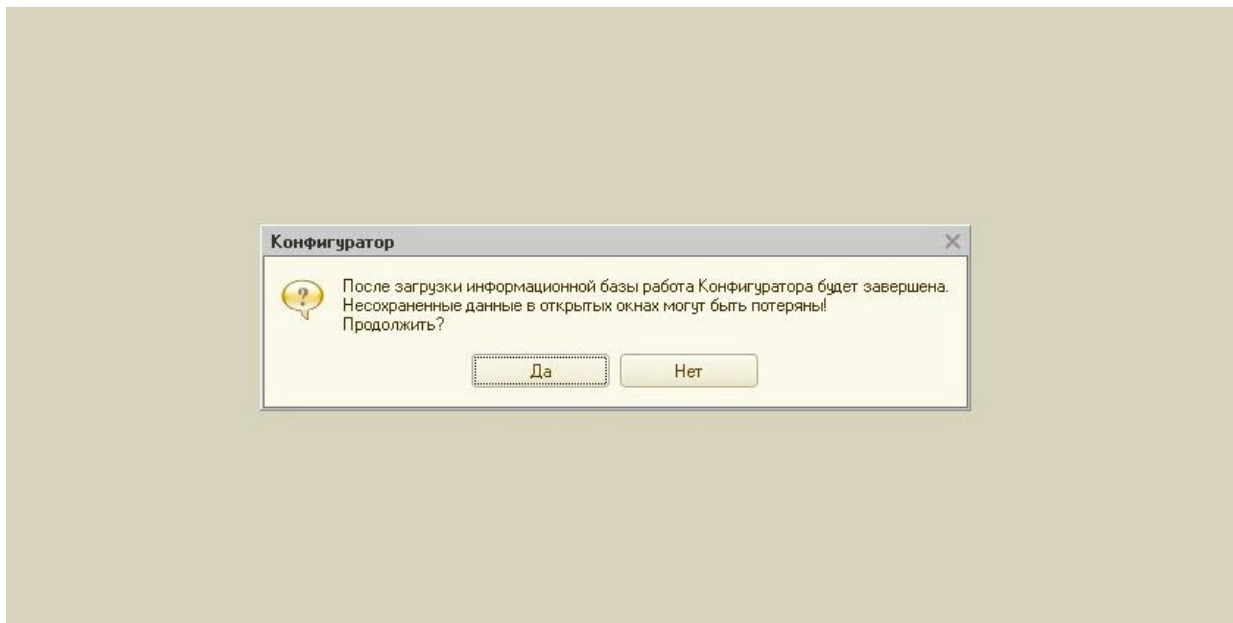 Конфигуратор
После загрузки информационной базы работа Конфигуратора будет завершена.
Несохраненные данные в открытых окнах могут быть потеряны!
Продолжить?
Да
Нет